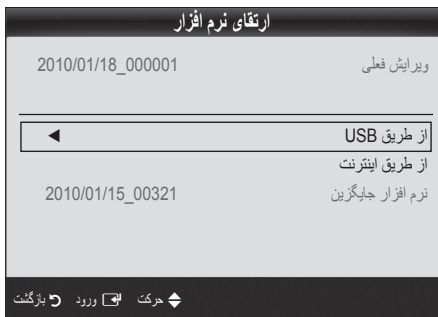 ارتقای نرم افزار
ویرایش فعلی 2010/01/18_000001
از طریق USB ◀
از طریق اینترنت
نرم افزار جایگزین 2010/01/15_00321
حرکت ورود بازگشت